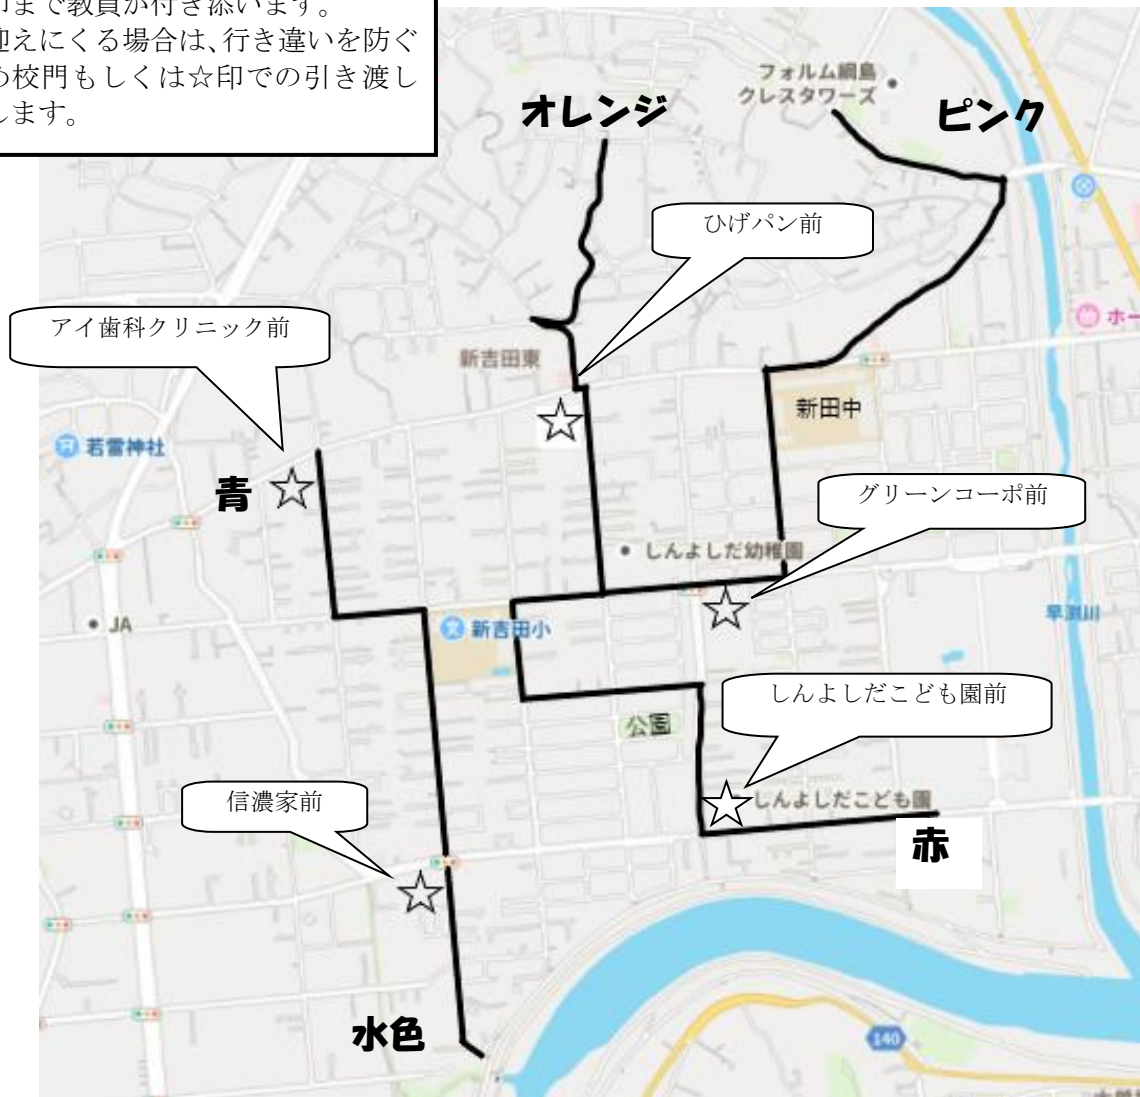 印まで教員が付き添います。
迎えにくる場合は、行き違いを防ぐ
め校門もしくは☆印での引き渡し
します。
フォルム綱島
クレスタワーズ
オレンジ
ピンク
ひげパン前
アイ歯科クリニック前
ホー
新吉田東
新田中
若雷神社
青
グリーンコーポ前
しんよしだ幼稚園
JA
新吉田小
早渕川
しんよしだこども園前
公園
信濃家前
しんよしだこども園
赤
水色
140